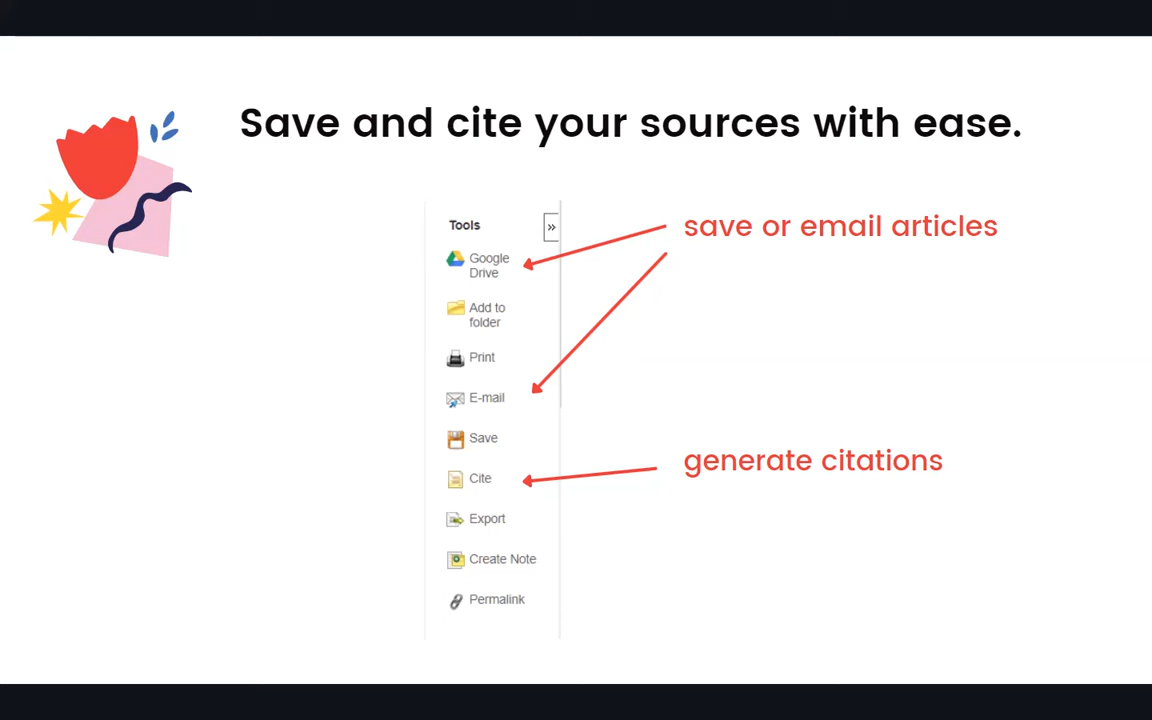 Save and cite your sources with ease.
Tools
»
save or email articles
Google
Drive
Add to
folder
Print
E-mail
Save
generate citations
Cite
Export
Create Note
Permalink